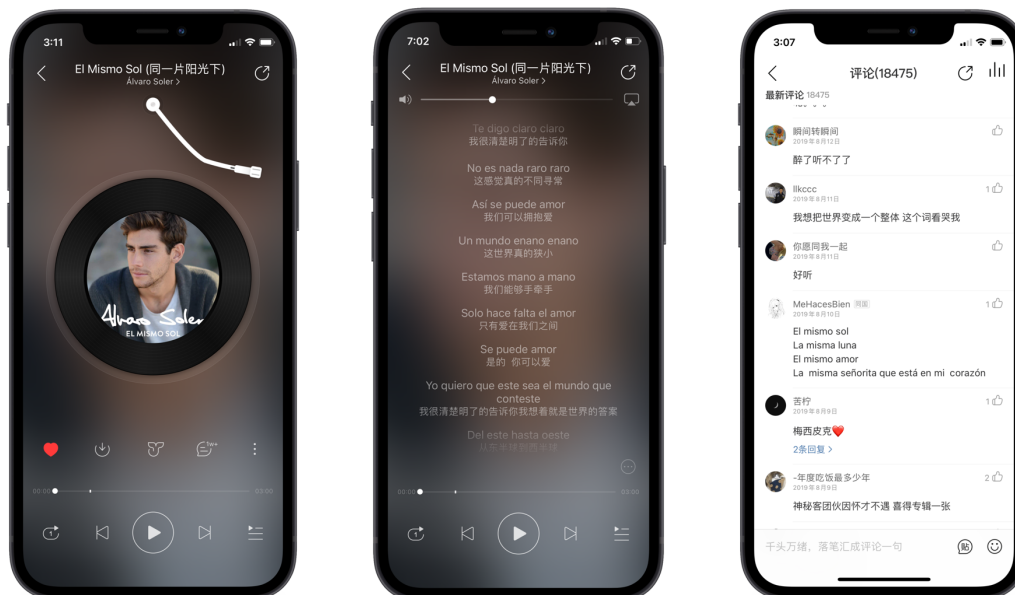 3:11
El Mismo Sol (同一片阳光下)
Álvaro Soler >
Alvaro Soler
EL MISMO SOL
1w+
00:00
03:00
1
7:02
El Mismo Sol (同一片阳光下)
Álvaro Soler >
Te digo claro claro
我很清楚明了的告诉你
No es nada raro raro
这感觉真的不同寻常
Así se puede amor
我们可以拥抱爱
Un mundo enano enano
这世界真的狭小
Estamos mano a mano
我们能够手牵手
Solo hace falta el amor
只有爱在我们之间
Se puede amor
是的 你可以爱
Yo quiero que este sea el mundo que
conteste
我很清楚明了的告诉你我想着就是世界的答案
Del este hasta oeste
00:00
03:00
1
3:07
评论(18475)
最新评论 18475
瞬间转瞬间
2019年8月12日
醉了听不了了
llkccc
1
2019年8月11日
我想把世界变成一个整体 这个词看哭我
你愿同我一起
2019年8月11日
好听
MeHacesBien
1
2019年8月10日
El mismo sol
La misma luna
El mismo amor
La misma señorita que está en mi corazón
苦柠
1
2019年8月9日
梅西皮克❤️
2条回复 >
-年度吃饭最多少年
2
2019年8月9日
神秘客团伙因怀才不遇 喜得专辑一张
千头万绪，落笔汇成评论一句
贴